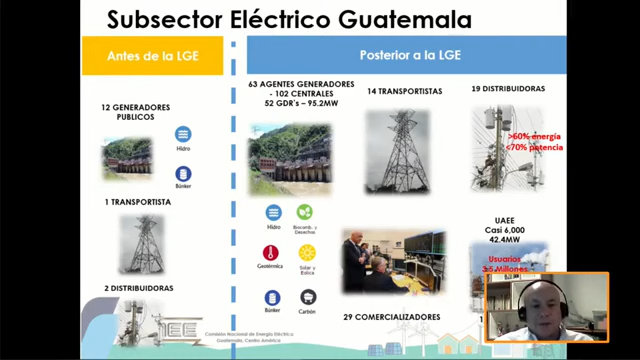 Subsector Eléctrico Guatemala
Antes de la LGE
Posterior a la LGE
12 GENERADORES
PUBLICOS
Hidro
Búnker
1 TRANSPORTISTA
2 DISTRIBUIDORAS
63 AGENTES GENERADORES
- 102 CENTRALES
52 GDR's – 95.2MW
Hidro
Biocomb. y
Desechos
Geotérmica
Solar y
Eólica
Búnker
Carbón
14 TRANSPORTISTAS
29 COMERCIALIZADORES
19 DISTRIBUIDORAS
>60% energía
<70% potencia
UAEE
Casi 6,000
42.4MW
Usuarios
3.5 Millones
Comisión Nacional de Energía Eléctrica
Guatemala, Centro América